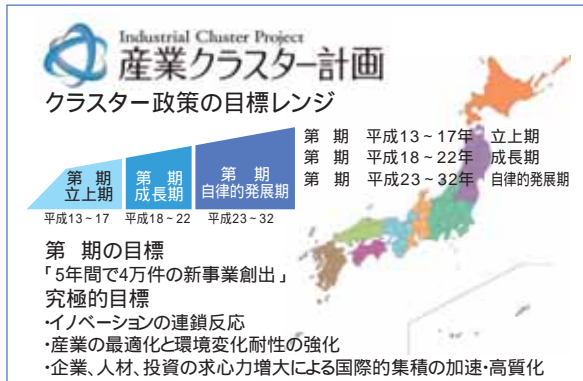 Industrial Cluster Project
産業クラスター計画
クラスター政策の目標レンジ
第　期
立上期
第　期
成長期
第　期
自律的発展期
平成13~17
平成18~22
平成23~32
第　期　平成13~17年　立上期
第　期　平成18~22年　成長期
第　期　平成23~32年　自律的発展期
第　期の目標
「5年間で4万件の新事業創出」
究極的目標
・イノベーションの連鎖反応
・産業の最適化と環境変化耐性の強化
・企業、人材、投資の求心力増大による国際的集積の加速・高質化